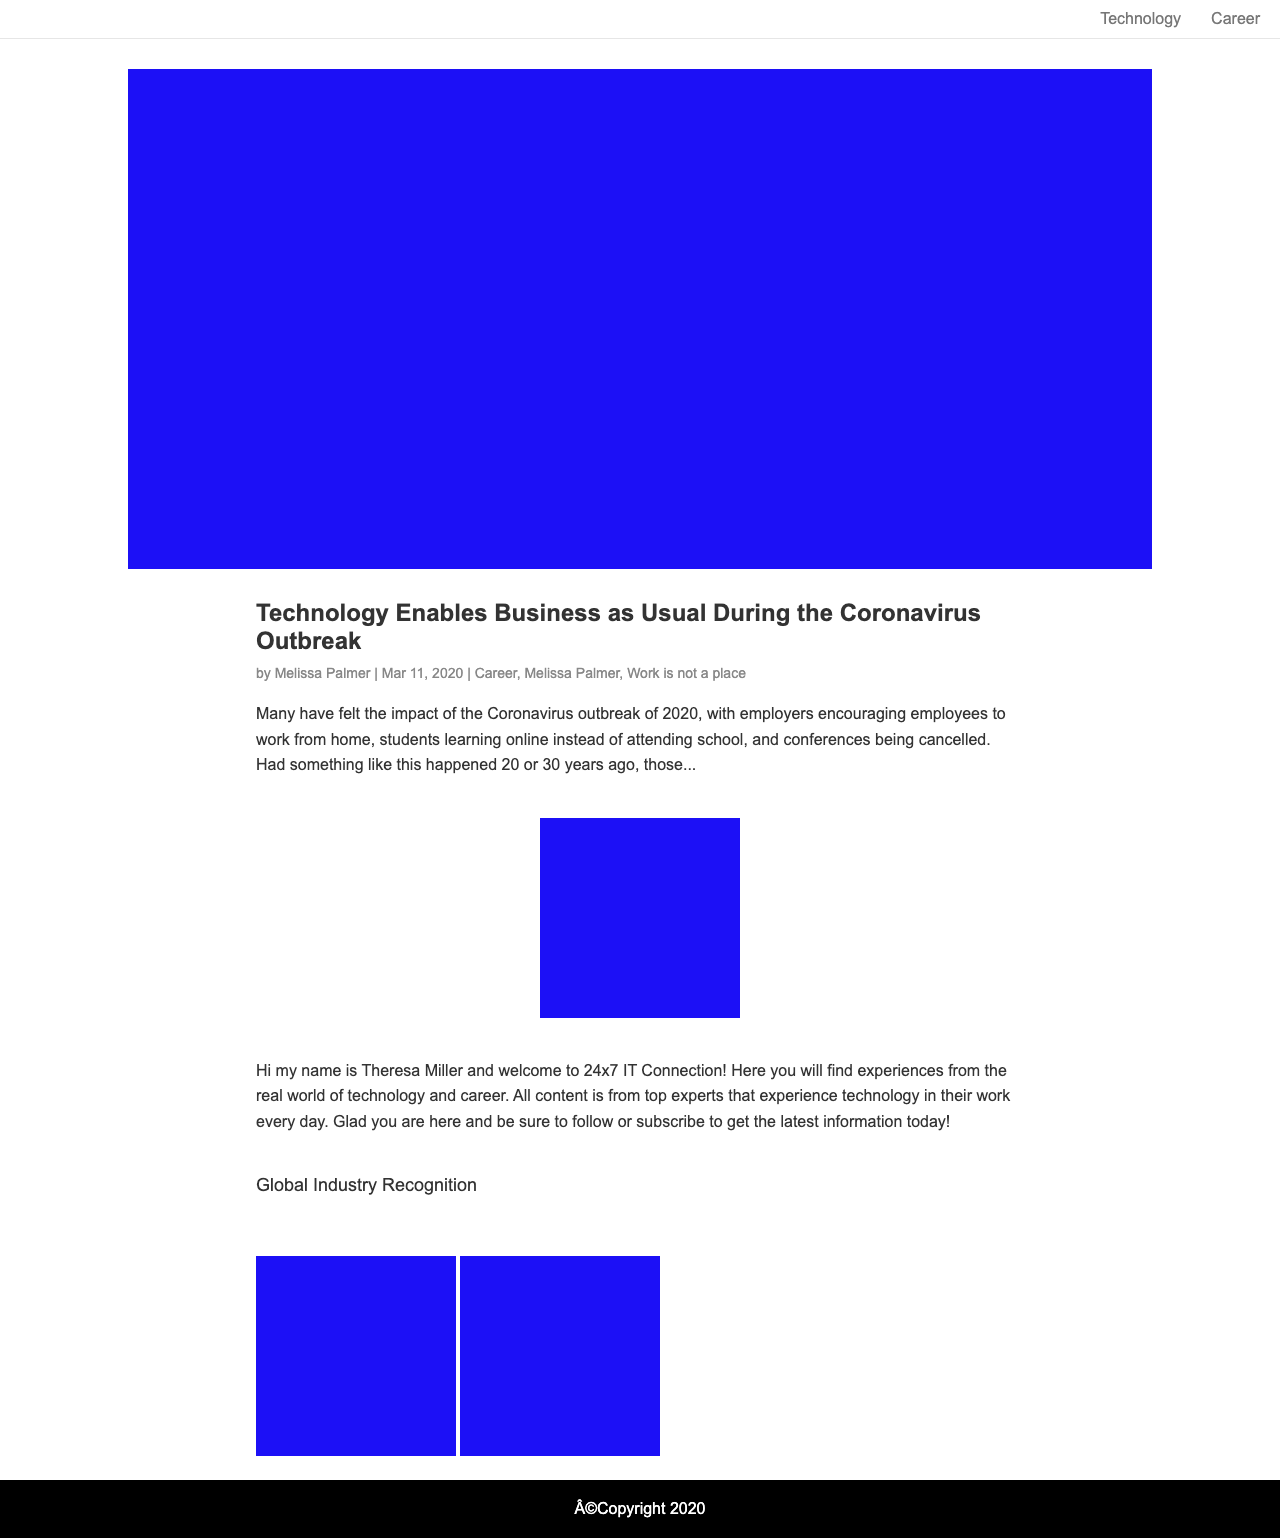 Technology Career
Technology Enables Business as Usual During the Coronavirus
Outbreak
by Melissa Palmer | Mar 11, 2020 | Career, Melissa Palmer, Work is not a place
Many have felt the impact of the Coronavirus outbreak of 2020, with employers encouraging employees to
work from home, students learning online instead of attending school, and conferences being cancelled.
Had something like this happened 20 or 30 years ago, those...
Hi my name is Theresa Miller and welcome to 24x7 IT Connection! Here you will find experiences from the
real world of technology and career. All content is from top experts that experience technology in their work
every day. Glad you are here and be sure to follow or subscribe to get the latest information today!
Global Industry Recognition
Â©Copyright 2020